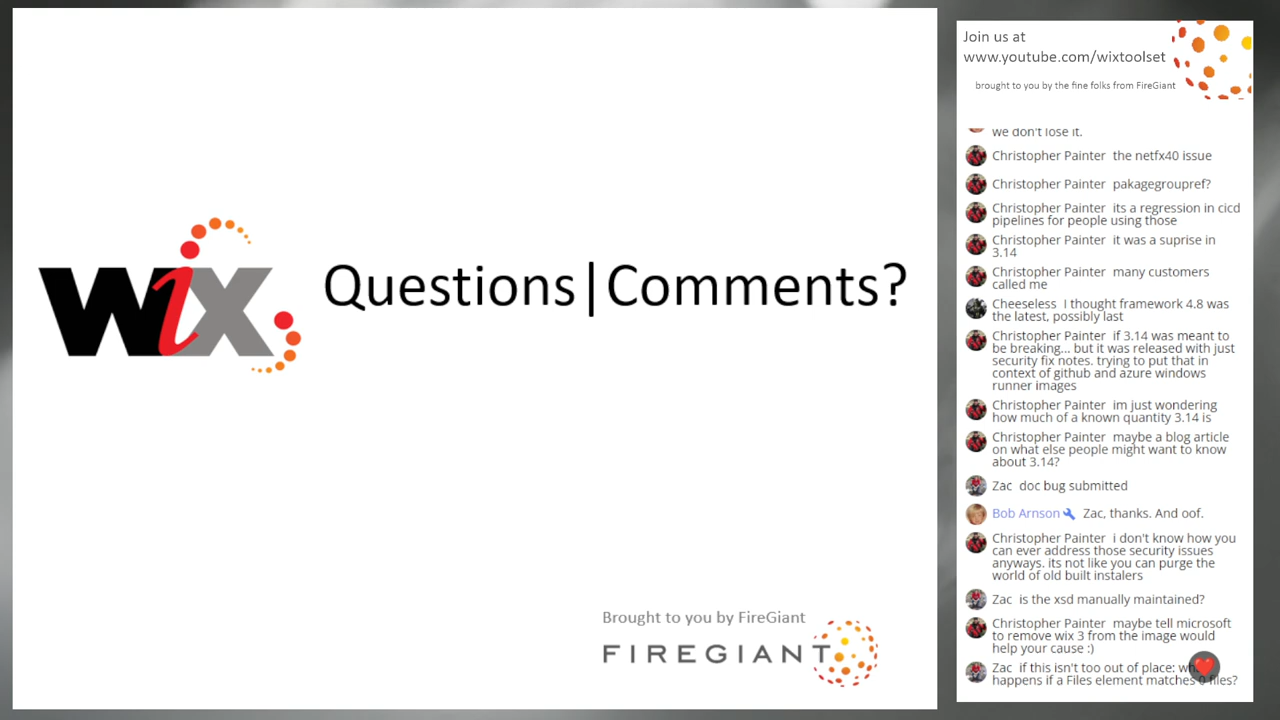 WiX
Questions|Comments?
Brought to you by FireGiant
FIREGIANT
Join us at
www.youtube.com/wixtoolset
brought to you by the fine folks from FireGiant
we don't lose it.
Christopher Painter the netfx40 issue
Christopher Painter pakagegroupref?
Christopher Painter its a regression in cicd
pipelines for people using those
Christopher Painter it was a suprise in
3.14
Christopher Painter many customers
called me
Cheeseless I thought framework 4.8 was
the latest, possibly last
Christopher Painter if 3.14 was meant to
be breaking... but it was released with just
security fix notes. trying to put that in
context of github and azure windows
runner images
Christopher Painter im just wondering
how much of a known quantity 3.14 is
Christopher Painter maybe a blog article
on what else people might want to know
about 3.14?
Zac doc bug submitted
Bob Arnson Zac, thanks. And oof.
Christopher Painter i don't know how you
can ever address those security issues
anyways. its not like you can purge the
world of old built instalers
Zac is the xsd manually maintained?
Christopher Painter maybe tell microsoft
to remove wix 3 from the image would
help your cause :)
Zac if this isn't too out of place:
happens if a Files element matches 0 files?